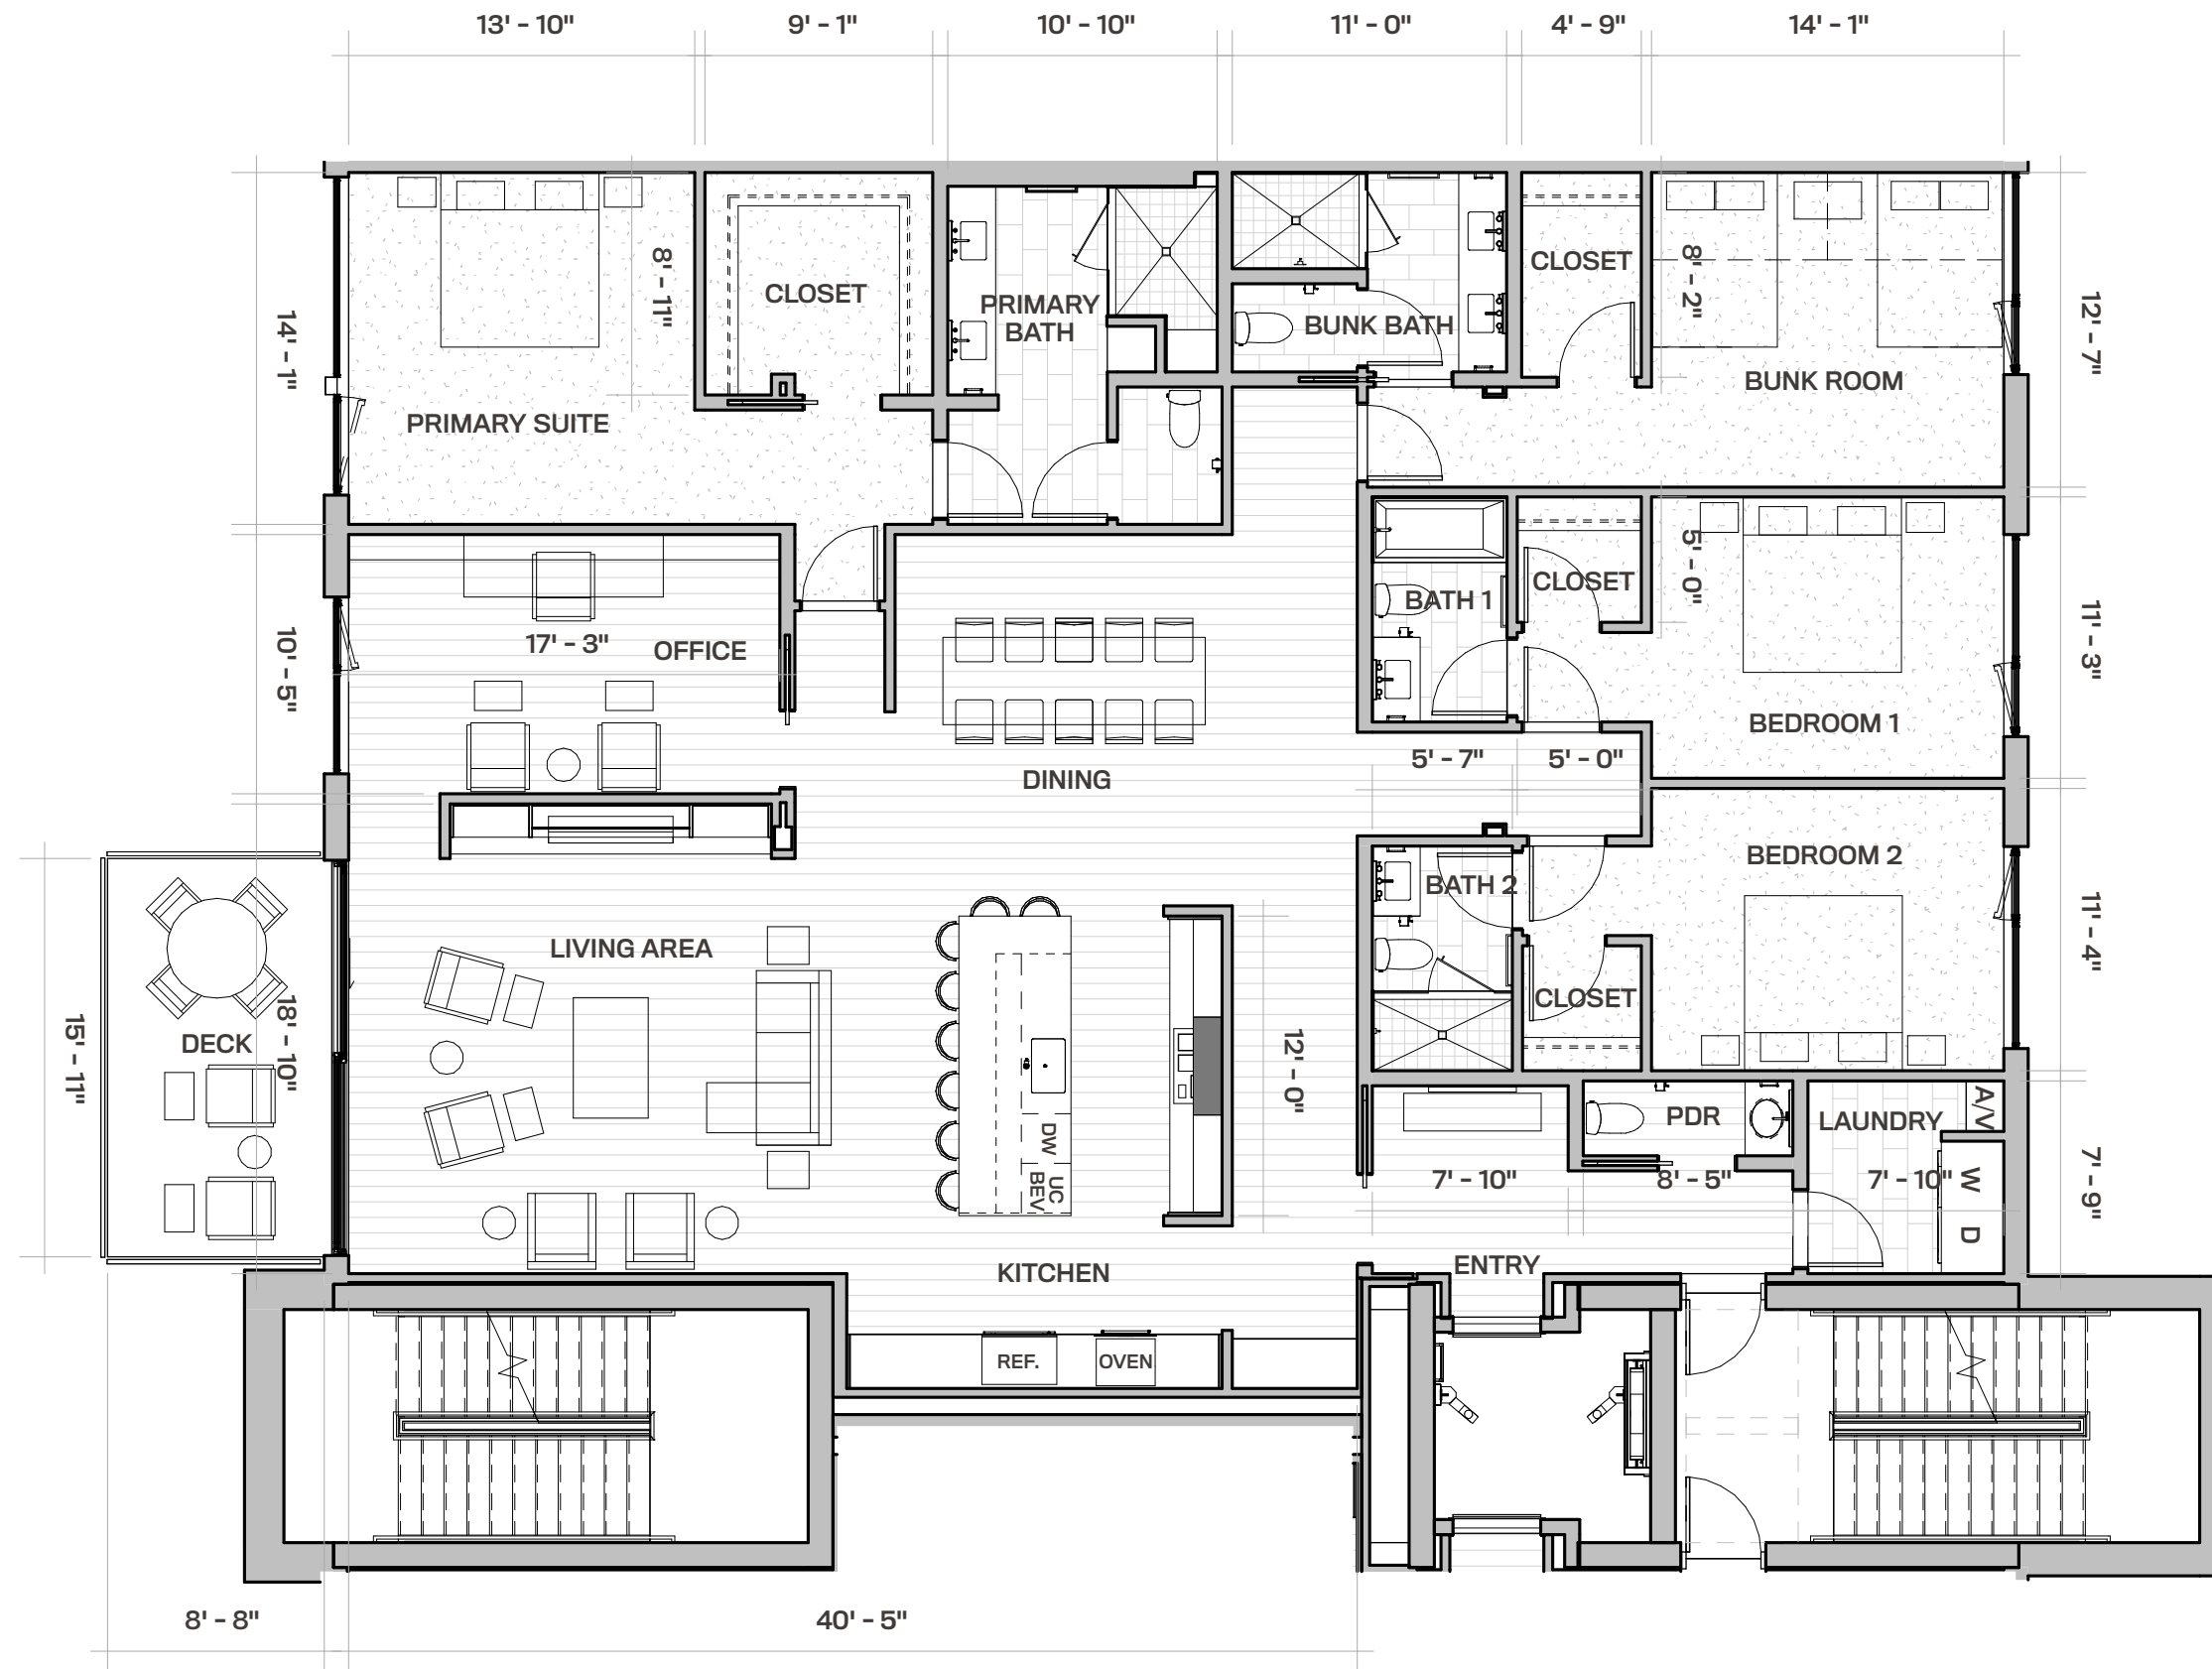 13' - 10"
9' - 1"
10' - 10"
11' - 0"
4' - 9"
14' - 1"
8' - 11"
CLOSET
PRIMARY
BATH
BUNK BATH
CLOSET
8' - 2"
12' - 7"
14' - 1"
PRIMARY SUITE
BUNK ROOM
5' - 0"
CLOSET
BATH 1
11' - 3"
10' - 5"
17' - 3"
OFFICE
BEDROOM 1
DINING
5' - 7"
5' - 0"
BEDROOM 2
BATH 2
11' - 4"
LIVING AREA
CLOSET
DECK
18' - 10"
15' - 11"
12' - 0"
DW
UC
BEV
PDR
LAUNDRY
A/V
7' - 10"
8' - 5"
7' - 10"
W
D
7' - 9"
KITCHEN
ENTRY
REF.
OVEN
8' - 8"
40' - 5"